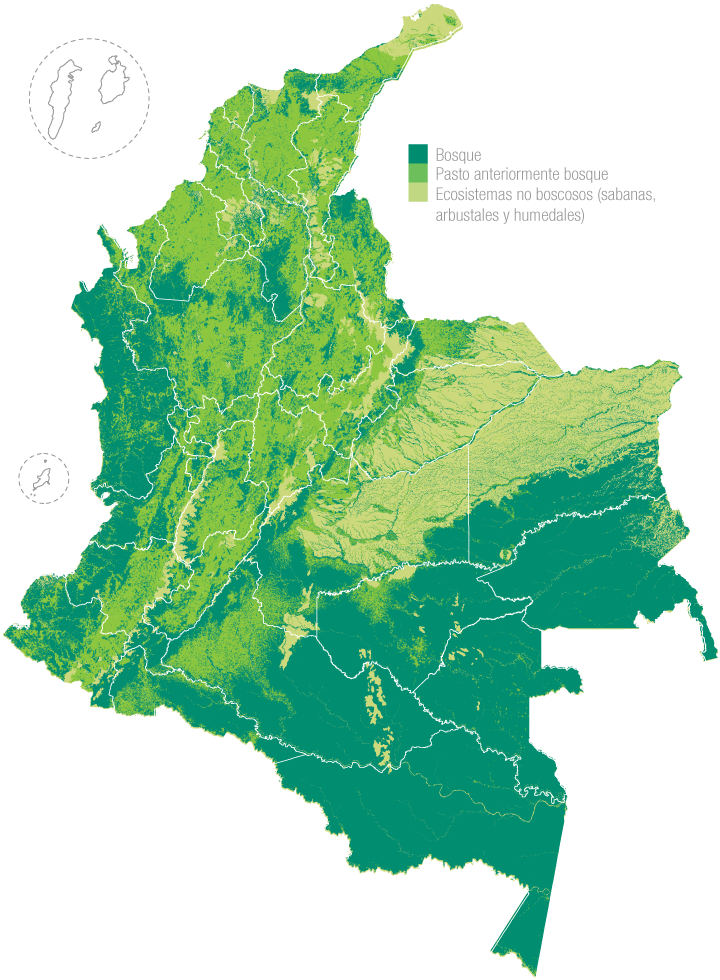 Bosque
Pasto anteriormente bosque
Ecosistemas no boscosos (sabanas,
arbustales y humedales)